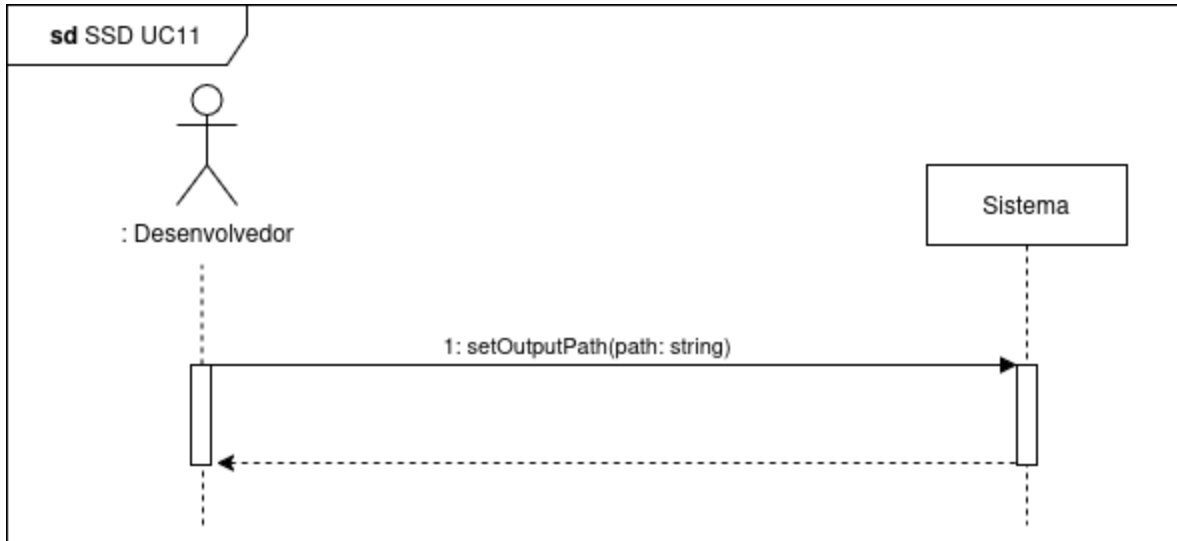 sd SSD UC11
: Desenvolvedor
Sistema
1: setOutputPath(path: string)